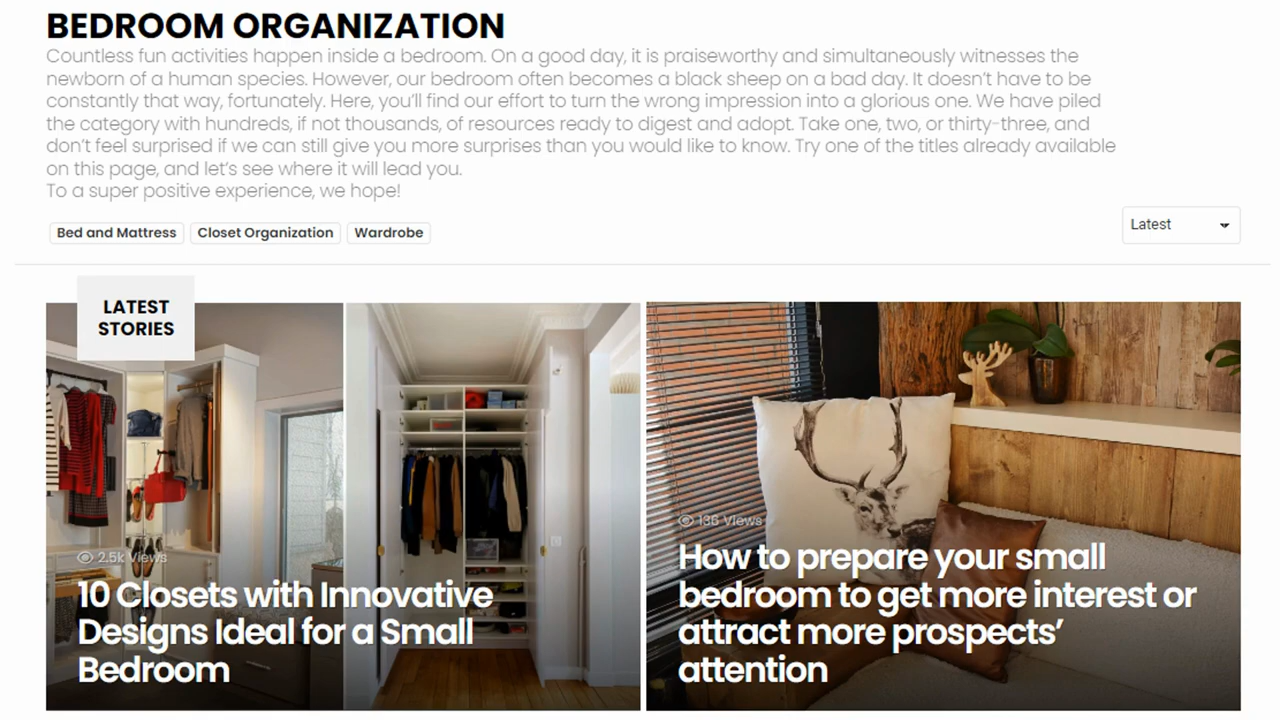 BEDROOM ORGANIZATION
Countless fun activities happen inside a bedroom. On a good day, it is praiseworthy and simultaneously witnesses the
newborn of a human species. However, our bedroom often becomes a black sheep on a bad day. It doesn't have to be
constantly that way, fortunately. Here, you'll find our effort to turn the wrong impression into a glorious one. We have piled
the category with hundreds, if not thousands, of resources ready to digest and adopt. Take one, two, or thirty-three, and
don't feel surprised if we can still give you more surprises than you would like to know. Try one of the titles already available
on this page, and let's see where it will lead you.
To a super positive experience, we hope!
Bed and Mattress
Closet Organization
Wardrobe
Latest
LATEST
STORIES
2.5k Views
10 Closets with Innovative
Designs Ideal for a Small
Bedroom
136 Views
How to prepare your small
bedroom to get more interest or
attract more prospects'
attention